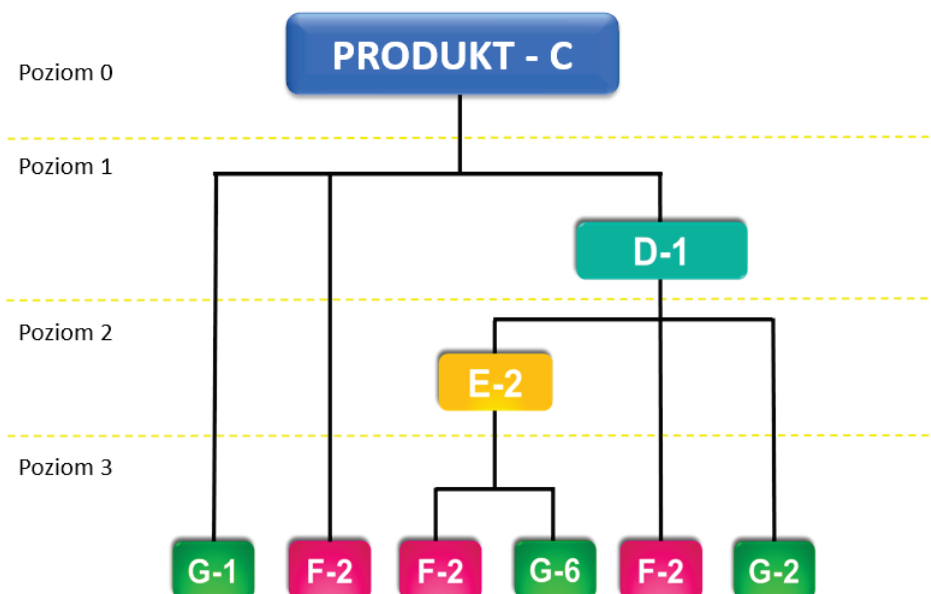 PRODUKT - C
Poziom 0
Poziom 1
D-1
Poziom 2
E-2
Poziom 3
G-1
F-2
F-2
G-6
F-2
G-2